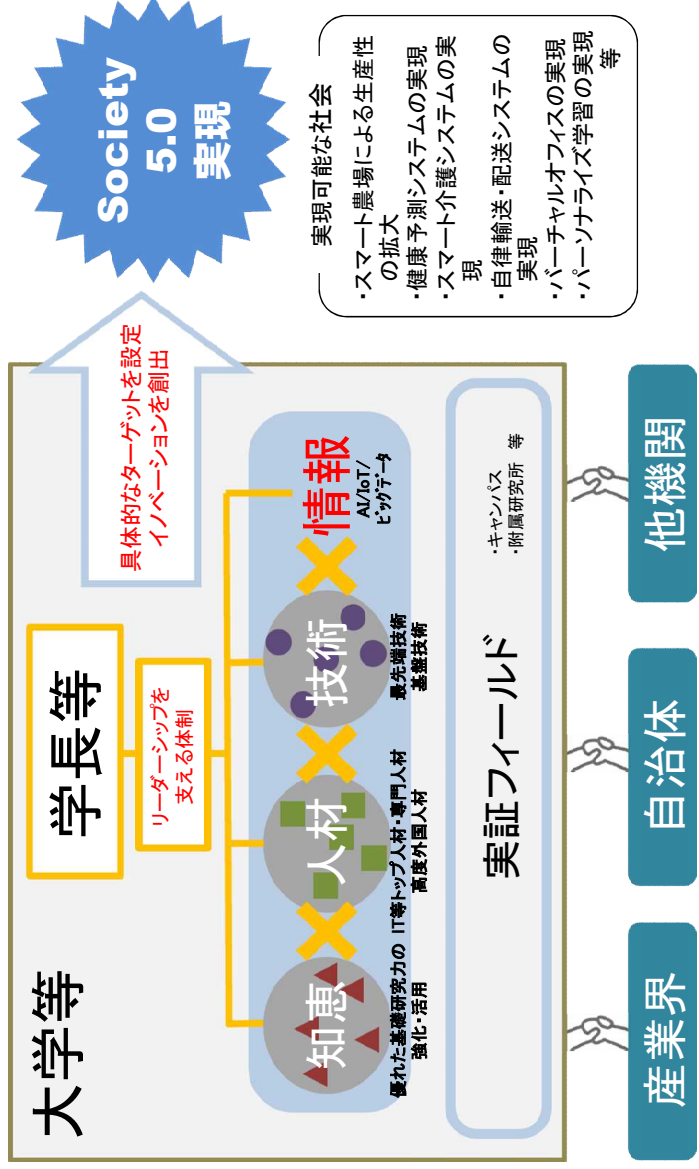 大学等
学長等
リーダーシップを
支える体制
具体的なターゲットを設定
イノベーションを創出
Society
5.0
実現
知恵
人材
技術
情報
AI/IoT/
ビッグデータ
優れた基礎研究力の
強化・活用
IT等トップ人材・専門人材
高度外国人材
最先端技術
基盤技術
実証フィールド
・キャンパス
・附属研究所 等
実現可能な社会
・スマート農場による生産性
の拡大
・健康予測システムの実現
・スマート介護システムの実
現
・自律輸送・配送システムの
実現
・バーチャルオフィスの実現
・パーソナライズ学習の実現
等
産業界
自治体
他機関